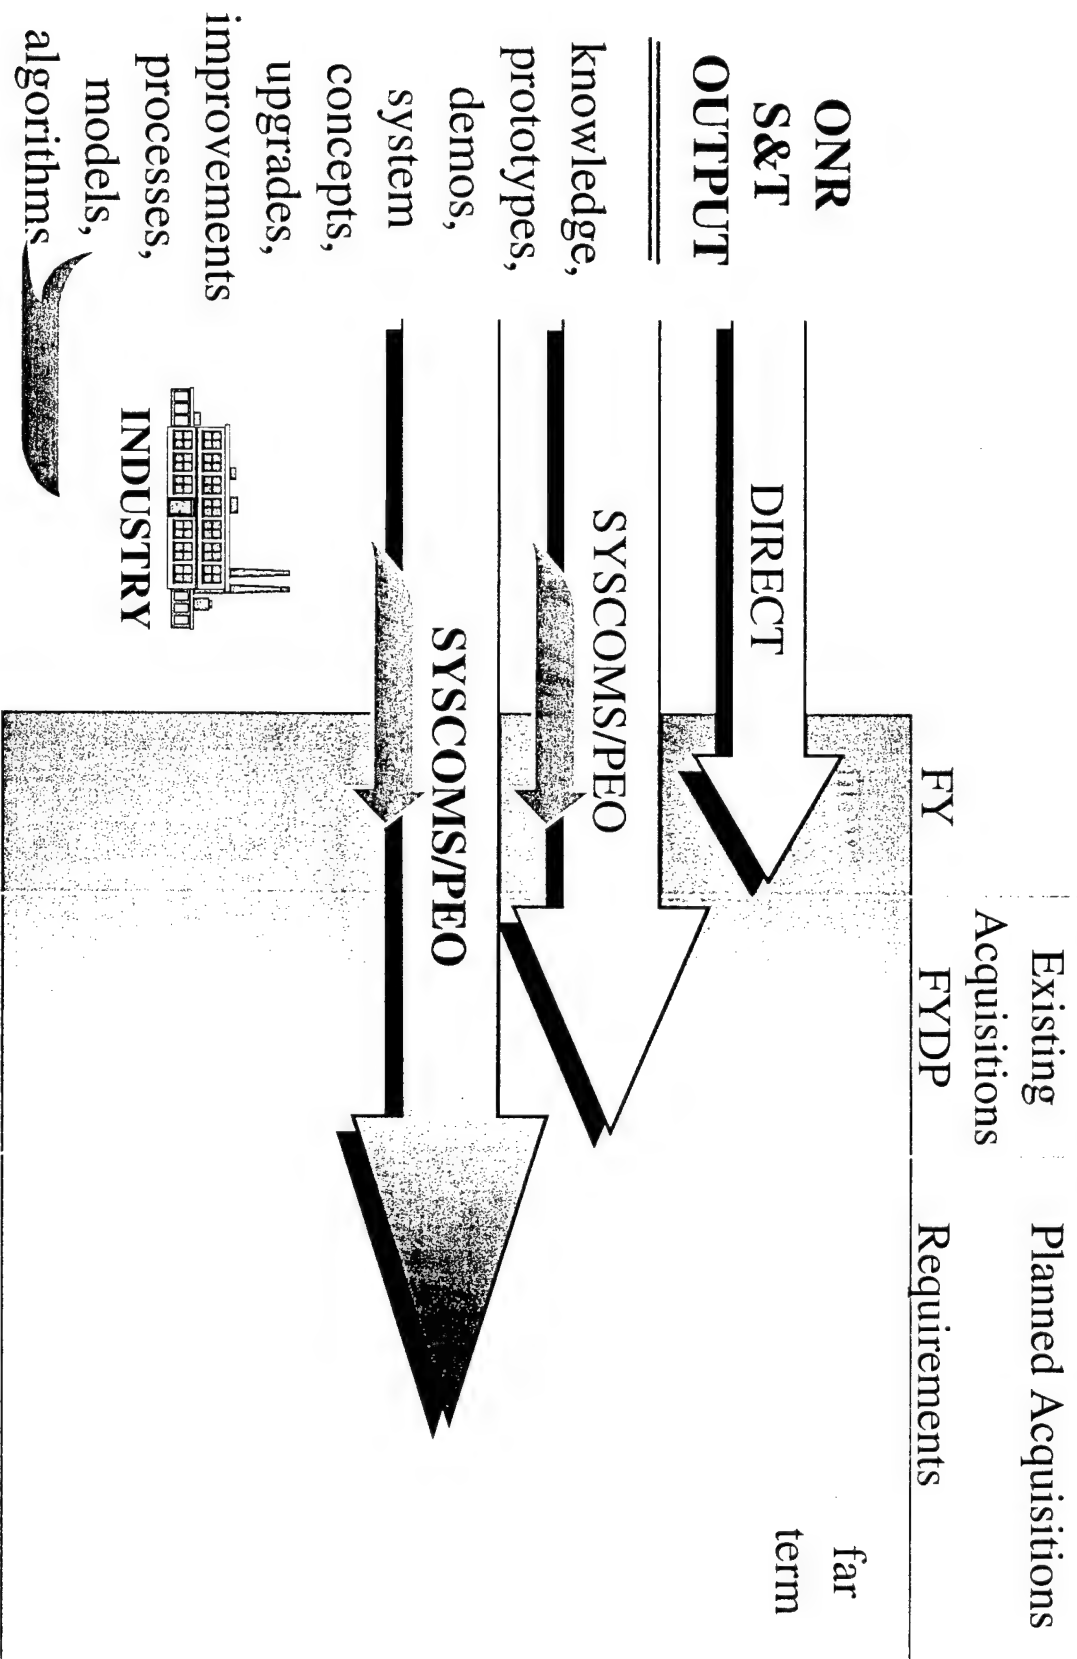 Existing
Acquisitions
Planned Acquisitions
FY
FYDP
Requirements
ONR
S&T
OUTPUT
far
term
DIRECT
knowledge,
prototypes,
demos,
system
concepts,
upgrades,
improvements
processes,
models,
algorithms
SYSCOMS/PEO
SYSCOMS/PEO
INDUSTRY